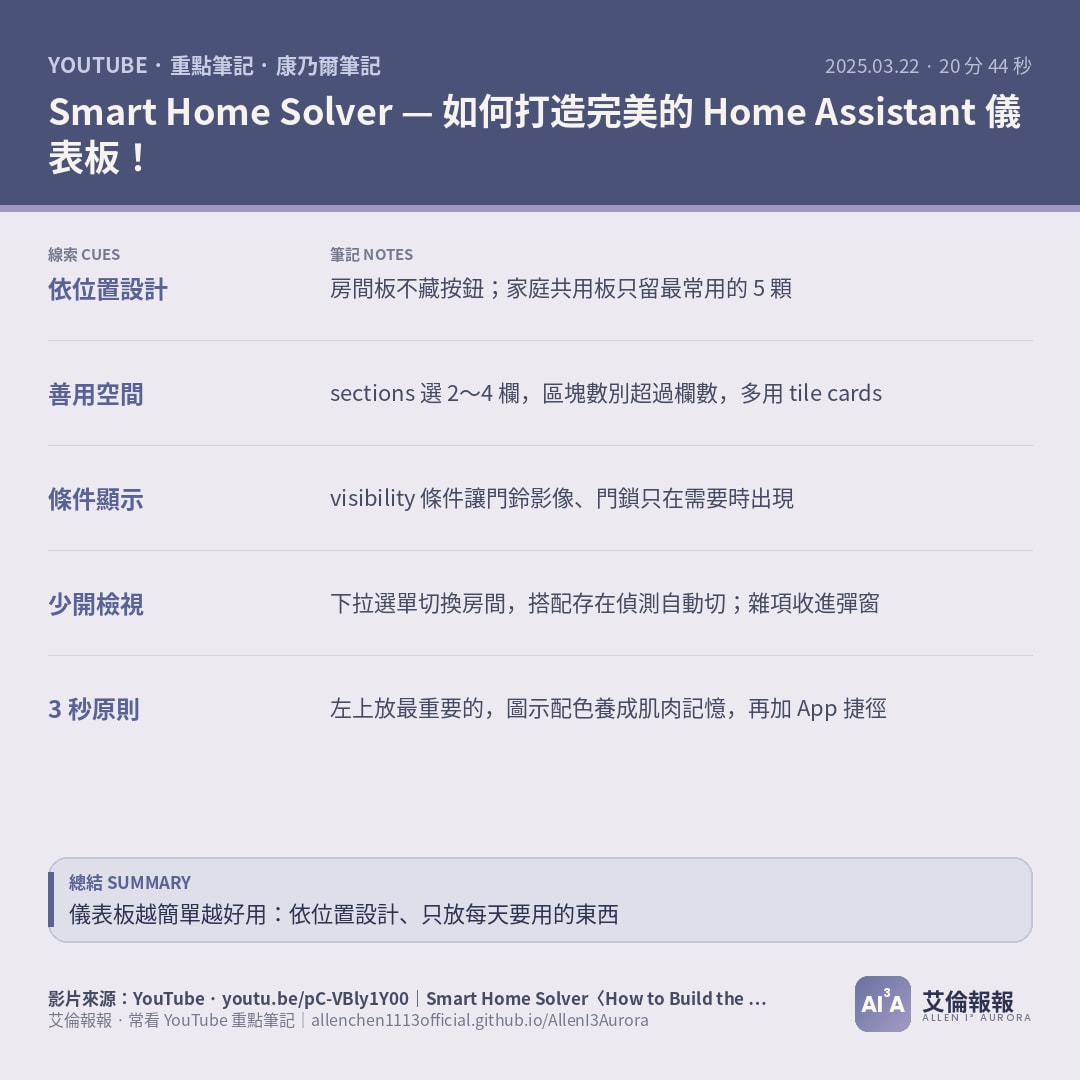 YOUTUBE · 重點筆記 · 康乃爾筆記
2025.03.22 · 20 分 44 秒
Smart Home Solver — 如何打造完美的 Home Assistant 儀
表板！
線索 CUES
筆記 NOTES
依位置設計
房間板不藏按鈕；家庭共用板只留最常用的 5 顆
善用空間
sections 選 2～4 欄，區塊數別超過欄數，多用 tile cards
條件顯示
visibility 條件讓門鈴影像、門鎖只在需要時出現
少開檢視
下拉選單切換房間，搭配存在偵測自動切；雜項收進彈窗
3 秒原則
左上放最重要的，圖示配色養成肌肉記憶，再加 App 捷徑
總結 SUMMARY
儀表板越簡單越好用：依位置設計、只放每天要用的東西
影片來源：YouTube · youtu.be/pC-VBly1Y00｜Smart Home Solver〈How to Build the …
艾倫報報 · 常看 YouTube 重點筆記｜allenchen1113official.github.io/AllenI3Aurora
AI³A
艾倫報報
ALLEN I³ AURORA